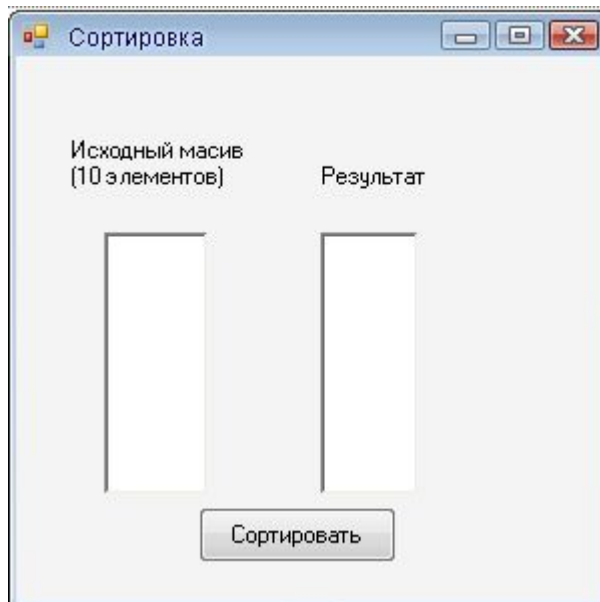 Сортировка
Исходный масив
(10 элементов)
Результат
Сортировать